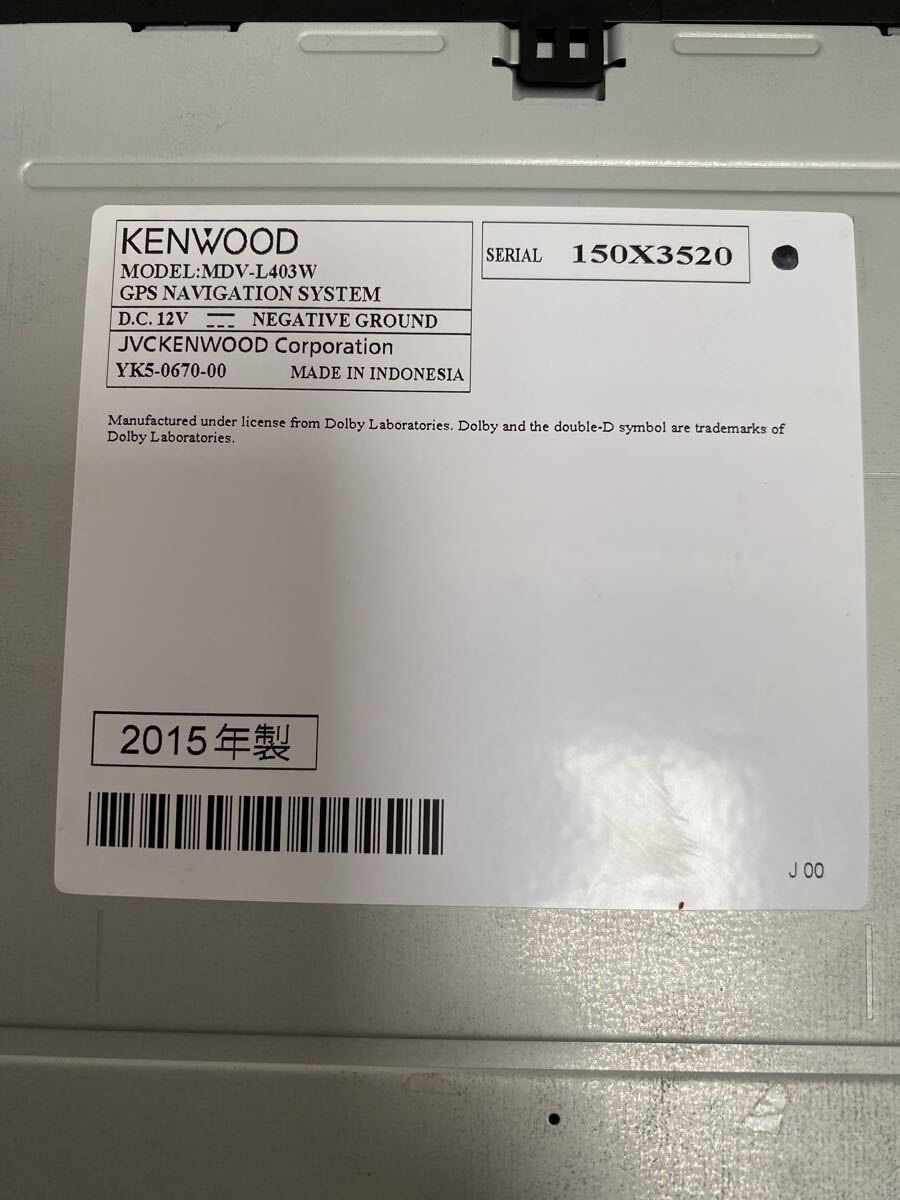 KENWOOD
MODEL:MDV-L403W
GPS NAVIGATION SYSTEM
D.C. 12V NEGATIVE GROUND
JVCKENWOOD Corporation
YK5-0670-00 MADE IN INDONESIA
SERIAL 150X3520
Manufactured under license from Dolby Laboratories. Dolby and the double-D symbol are trademarks of
Dolby Laboratories.
2015年製
J 00